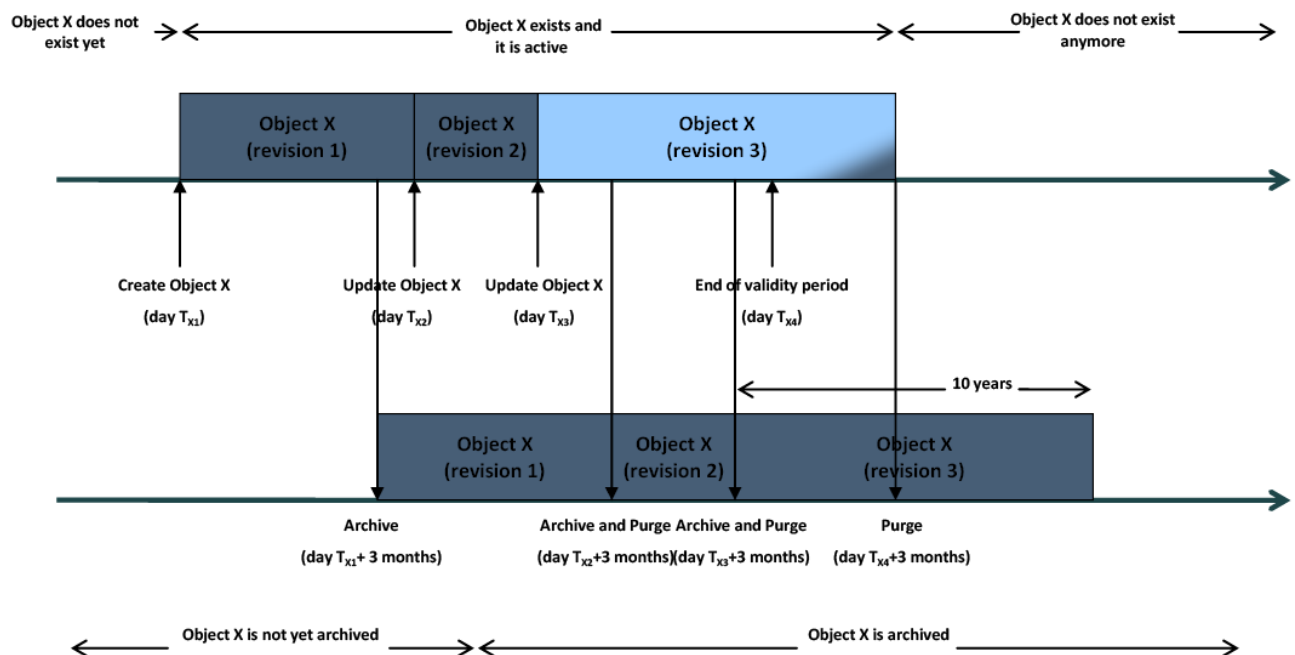 Object X does not
exist yet
Object X exists and
it is active
Object X does not exist
anymore
Object X
(revision 1)
Object X
(revision 2)
Object X
(revision 3)
Create Object X
(day TX1)
Update Object X
(day TX2)
Update Object X
(day TX3)
End of validity period
(day TX4)
10 years
Object X
(revision 1)
Object X
(revision 2)
Object X
(revision 3)
Archive
(day TX1+ 3 months)
Archive and Purge
(day TX2+3 months)
Archive and Purge
(day TX3+3 months)
Purge
(day TX4+3 months)
Object X is not yet archived
Object X is archived